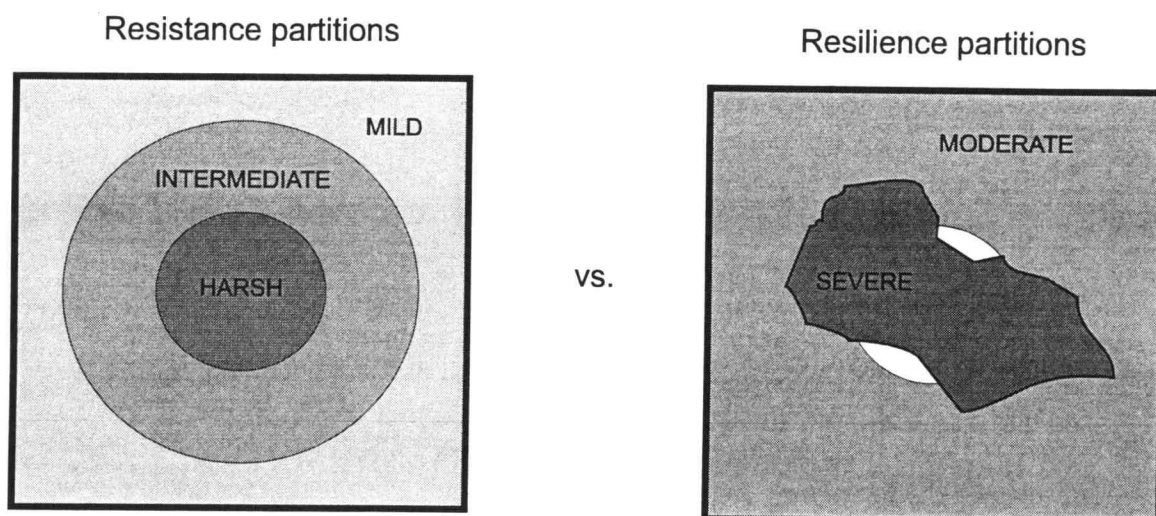 Resistance partitions
MILD
INTERMEDIATE
HARSH
vs.
Resilience partitions
MODERATE
SEVERE